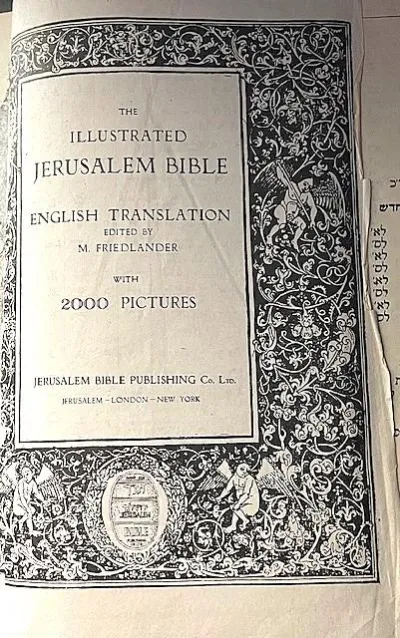 THE
ILLUSTRATED
JERUSALEM BIBLE
ENGLISH TRANSLATION
EDITED BY
M. FRIEDLANDER
WITH
2000 PICTURES
JERUSALEM BIBLE PUBLISHING Co. LTD.
JERUSALEM – LONDON – NEW YORK
BIBLE